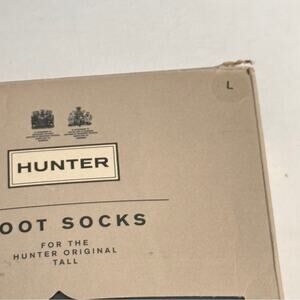 L
HUNTER
OOT SOCKS
FOR THE
HUNTER ORIGINAL
TALL